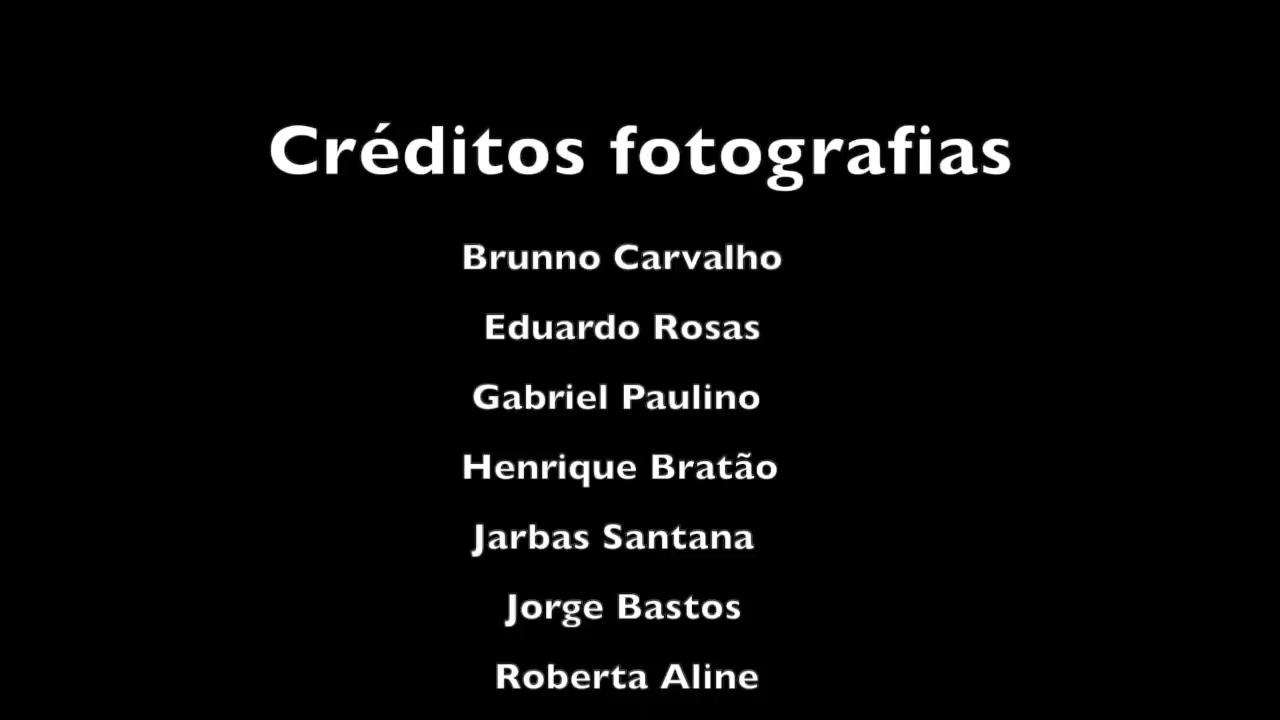 Créditos fotografias
Brunno Carvalho
Eduardo Rosas
Gabriel Paulino
Henrique Bratão
Jarbas Santana
Jorge Bastos
Roberta Aline